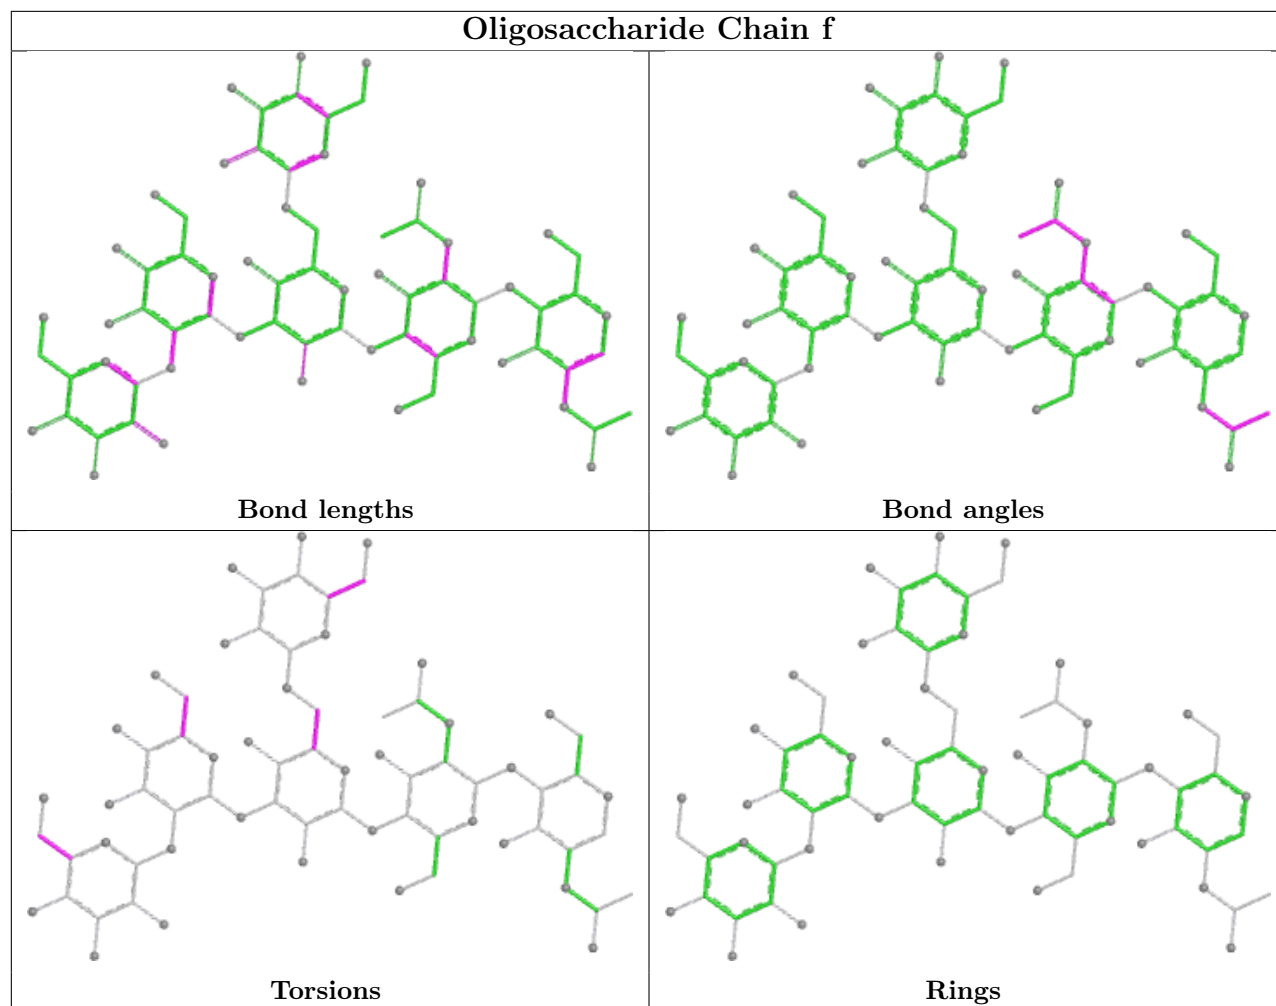 Oligosaccharide Chain f
Bond lengths
Bond angles
Torsions
Rings